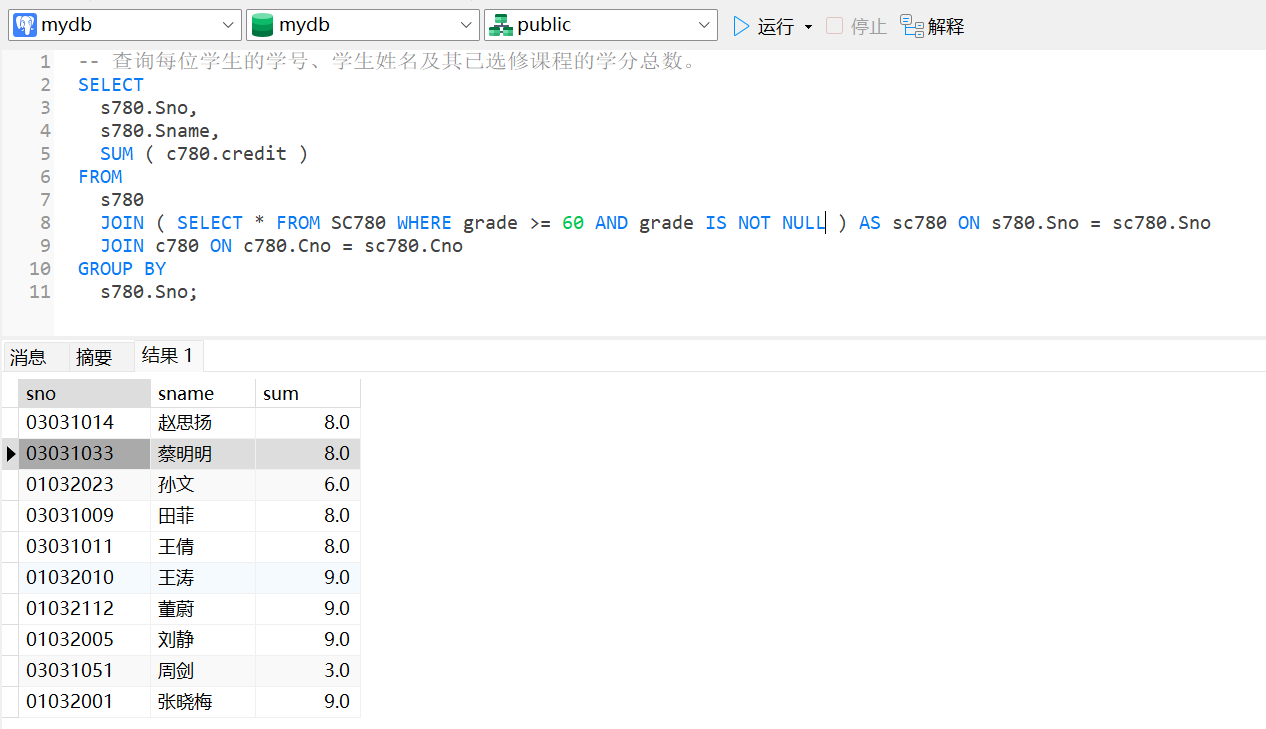 mydb mydb public 运行 停止 解释
1 -- 查询每位学生的学号、学生姓名及其已选修课程的学分总数。
2 SELECT
3 s780.Sno,
4 s780.Sname,
5 SUM ( c780.credit )
6 FROM
7 s780
8 JOIN ( SELECT * FROM SC780 WHERE grade >= 60 AND grade IS NOT NULL ) AS sc780 ON s780.Sno = sc780.Sno
9 JOIN c780 ON c780.Cno = sc780.Cno
10 GROUP BY
11 s780.Sno;
消息 摘要 结果 1
sno sname sum
03031014 赵思扬 8.0
03031033 蔡明明 8.0
01032023 孙文 6.0
03031009 田菲 8.0
03031011 王倩 8.0
01032010 王涛 9.0
01032112 董蔚 9.0
01032005 刘静 9.0
03031051 周剑 3.0
01032001 张晓梅 9.0